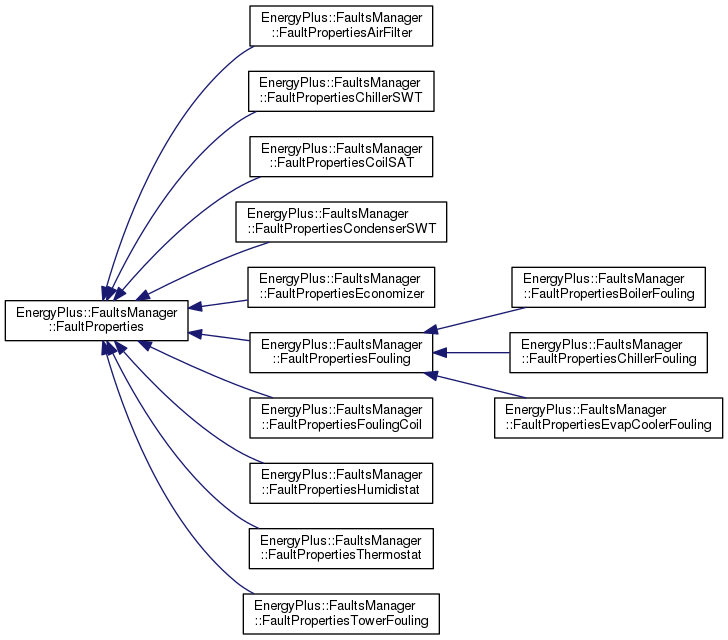 EnergyPlus::FaultsManager
::FaultPropertiesAirFilter
EnergyPlus::FaultsManager
::FaultPropertiesChillerSWT
EnergyPlus::FaultsManager
::FaultPropertiesCoilSAT
EnergyPlus::FaultsManager
::FaultPropertiesCondenserSWT
EnergyPlus::FaultsManager
::FaultPropertiesEconomizer
EnergyPlus::FaultsManager
::FaultPropertiesBoilerFouling
EnergyPlus::FaultsManager
::FaultProperties
EnergyPlus::FaultsManager
::FaultPropertiesFouling
EnergyPlus::FaultsManager
::FaultPropertiesChillerFouling
EnergyPlus::FaultsManager
::FaultPropertiesFoulingCoil
EnergyPlus::FaultsManager
::FaultPropertiesEvapCoolerFouling
EnergyPlus::FaultsManager
::FaultPropertiesHumidistat
EnergyPlus::FaultsManager
::FaultPropertiesThermostat
EnergyPlus::FaultsManager
::FaultPropertiesTowerFouling